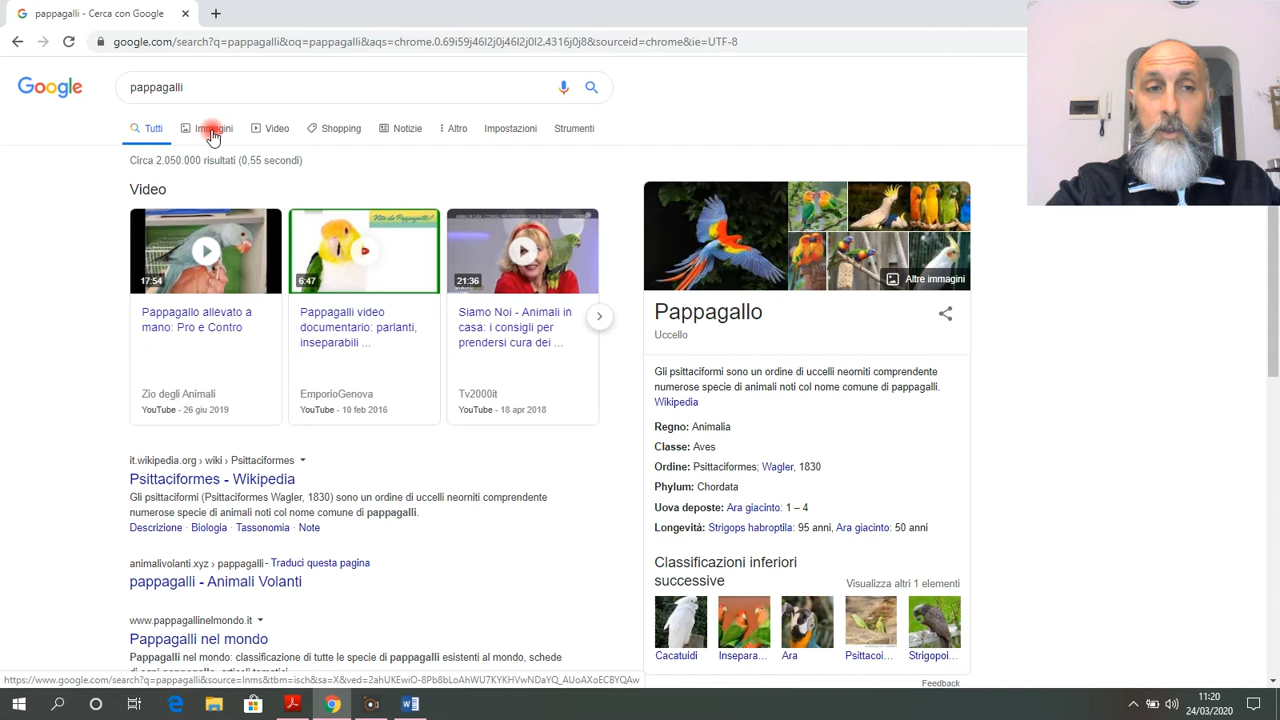 pappagalli - Cerca con Google
google.com/search?q=pappagalli&oq=pappagalli&aqs=chrome.0.69i59j46l2j0j46l2j0l2.4316j0j8&sourceid=chrome&ie=UTF-8
Google
pappagalli
Tutti Immagini Video Shopping Notizie Altro Impostazioni Strumenti
Circa 2.050.000 risultati (0,55 secondi)
Video
17:54
6:47
21:36
Pappagallo allevato a
mano: Pro e Contro
Zio degli Animali
YouTube - 26 giu 2019
Pappagalli video
documentario: parlanti,
inseparabili ...
EmporioGenova
YouTube - 10 feb 2016
Siamo Noi - Animali in
casa: i consigli per
prendersi cura dei ...
Tv2000it
YouTube - 18 apr 2018
it.wikipedia.org › wiki › Psittaciformes
Psittaciformes - Wikipedia
Gli psittaciformi (Psittaciformes Wagler, 1830) sono un ordine di uccelli neorniti comprendente
numerose specie di animali noti col nome comune di pappagalli.
Descrizione · Biologia · Tassonomia · Note
animalivolanti.xyz › pappagalli - Traduci questa pagina
pappagalli - Animali Volanti
www.pappagallinelmondo.it
Pappagalli nel mondo
Pappagalli nel mondo: classificazione di tutte le specie di pappagalli esistenti al mondo, schede
Altre immagini
Pappagallo
Uccello
Gli psittaciformi sono un ordine di uccelli neorniti comprendente
numerose specie di animali noti col nome comune di pappagalli.
Wikipedia
Regno: Animalia
Classe: Aves
Ordine: Psittaciformes; Wagler, 1830
Phylum: Chordata
Uova deposte: Ara giacinto: 1 – 4
Longevità: Strigops habroptila: 95 anni, Ara giacinto: 50 anni
Classificazioni inferiori
successive
Visualizza altri 1 elementi
Cacatuidi Insepara... Ara Psittacoi... Strigopoi...
Feedback
11:20
24/03/2020